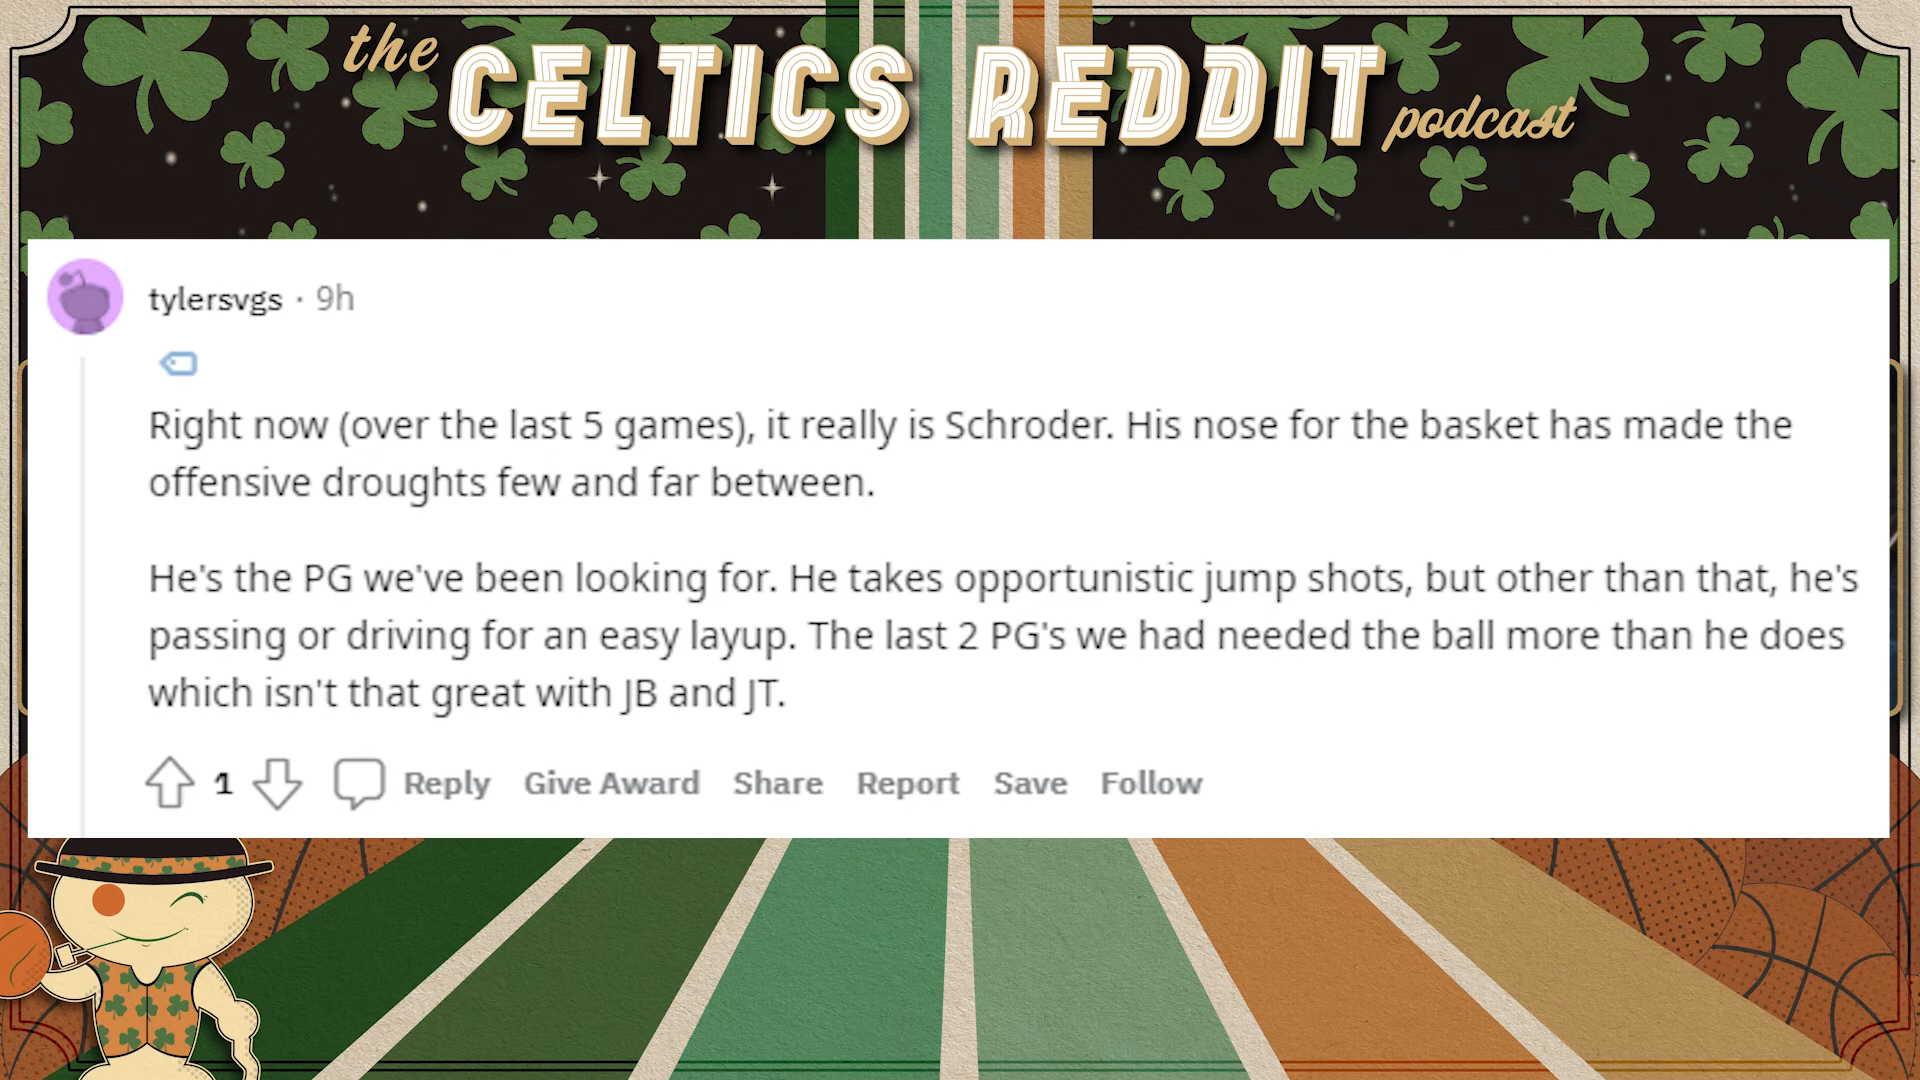 the CELTICS REDDIT podcast
tylersvgs · 9h
Right now (over the last 5 games), it really is Schroder. His nose for the basket has made the
offensive droughts few and far between.
He's the PG we've been looking for. He takes opportunistic jump shots, but other than that, he's
passing or driving for an easy layup. The last 2 PG's we had needed the ball more than he does
which isn't that great with JB and JT.
1 Reply Give Award Share Report Save Follow